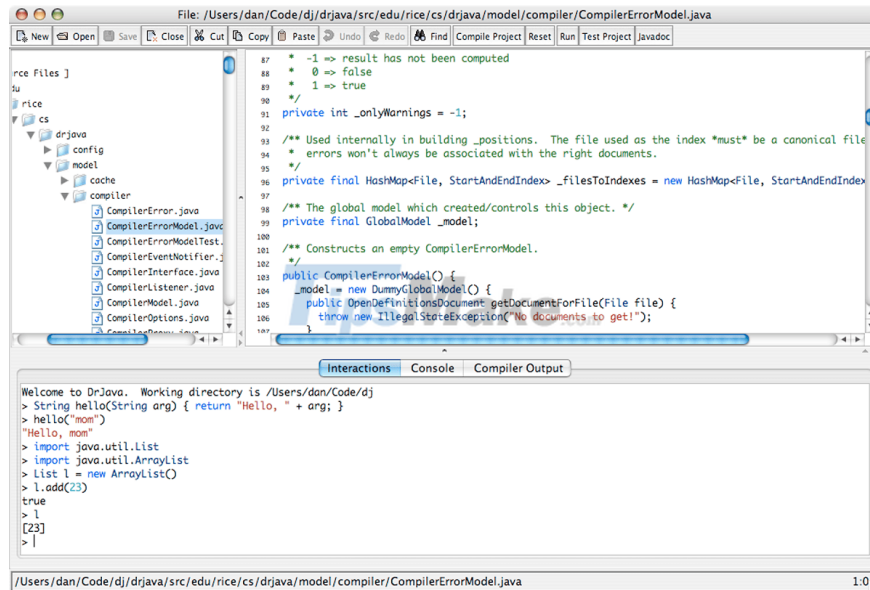 File: /Users/dan/Code/dj/drjava/src/edu/rice/cs/drjava/model/compiler/CompilerErrorModel.java
New Open Save Close Cut Copy Paste Undo Redo Find Compile Project Reset Run Test Project Javadoc
rce Files ]
du
rice
cs
drjava
config
model
cache
compiler
CompilerError.java
CompilerErrorModel.java
CompilerErrorModelTest.
CompilerEventNotifier.j
CompilerInterface.java
CompilerListener.java
CompilerModel.java
CompilerOptions.java
CompilerProxy.java
87 * -1 => result has not been computed
88 * 0 => false
89 * 1 => true
90 */
91 private int _onlyWarnings = -1;
92
93 /** Used internally in building _positions.  The file used as the index *must* be a canonical file
94 * errors won't always be associated with the right documents.
95 */
96 private final HashMap<File, StartAndEndIndex> _filesToIndexes = new HashMap<File, StartAndEndIndex
97
98 /** The global model which created/controls this object. */
99 private final GlobalModel _model;
100
101 /** Constructs an empty CompilerErrorModel.
102 */
103 public CompilerErrorModel() {
104 _model = new DummyGlobalModel() {
105 public OpenDefinitionsDocument getDocumentForFile(File file) {
106 throw new IllegalStateException("No documents to get!");
107 }
TipsMake.com
Interactions Console Compiler Output
Welcome to DrJava.  Working directory is /Users/dan/Code/dj
> String hello(String arg) { return "Hello, " + arg; }
> hello("mom")
"Hello, mom"
> import java.util.List
> import java.util.ArrayList
> List l = new ArrayList()
> l.add(23)
true
> l
[23]
>
/Users/dan/Code/dj/drjava/src/edu/rice/cs/drjava/model/compiler/CompilerErrorModel.java 1:0